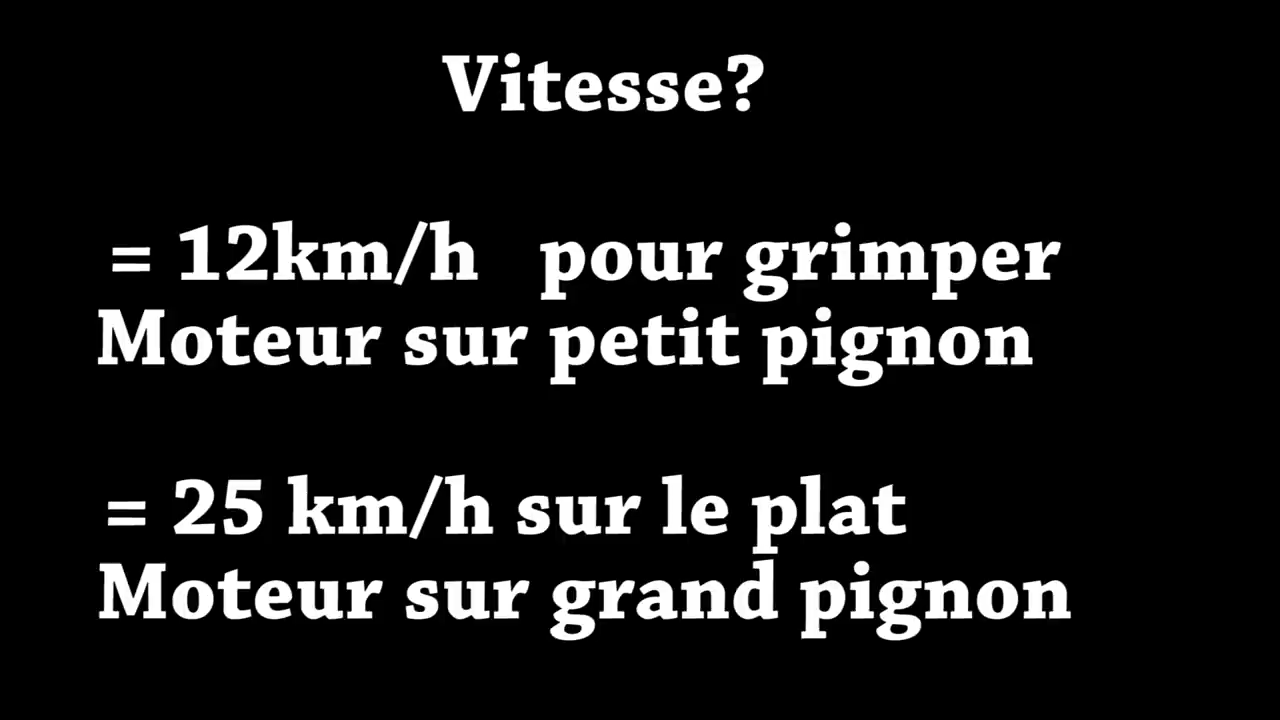 Vitesse?
= 12km/h pour grimper
Moteur sur petit pignon
= 25 km/h sur le plat
Moteur sur grand pignon